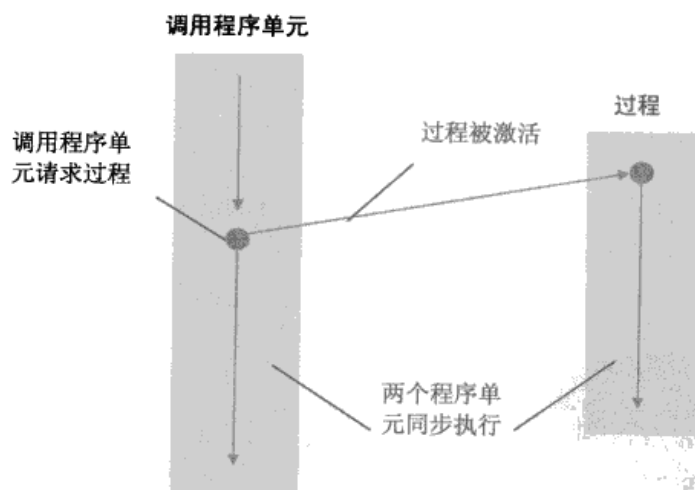 调用程序单元
过程
调用程序单
元请求过程
过程被激活
两个程序单
元同步执行